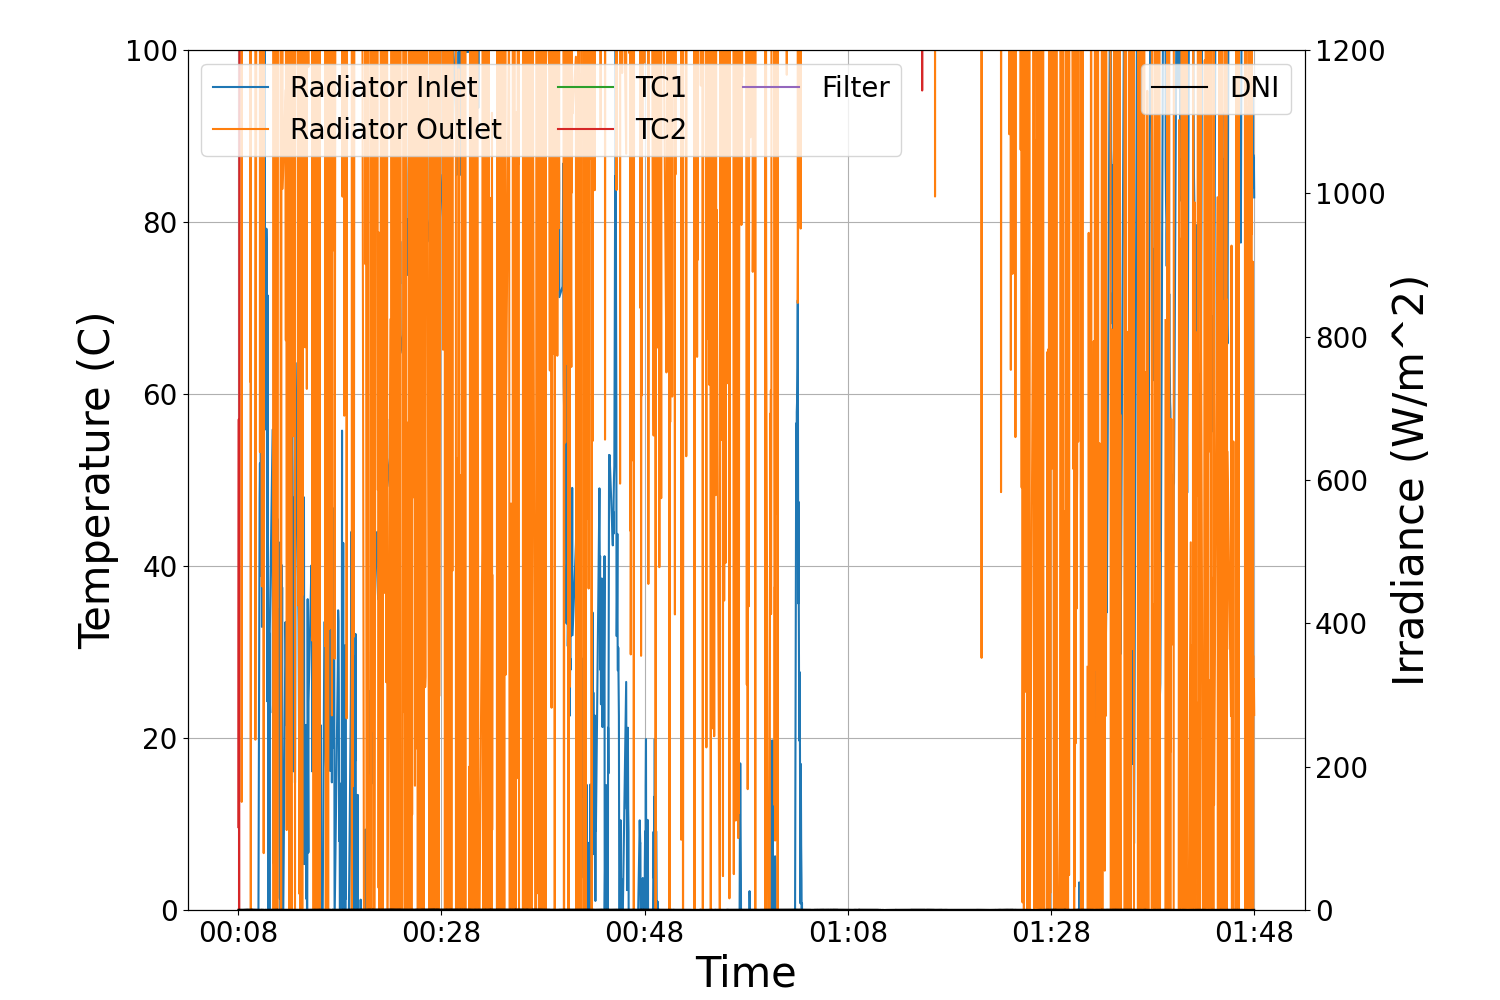 100
80
60
40
20
0
Temperature (C)
Radiator Inlet
Radiator Outlet
TC1
TC2
Filter
DNI
1200
1000
800
600
400
200
0
Irradiance (W/m^2)
00:08 00:28 00:48 01:08 01:28 01:48
Time